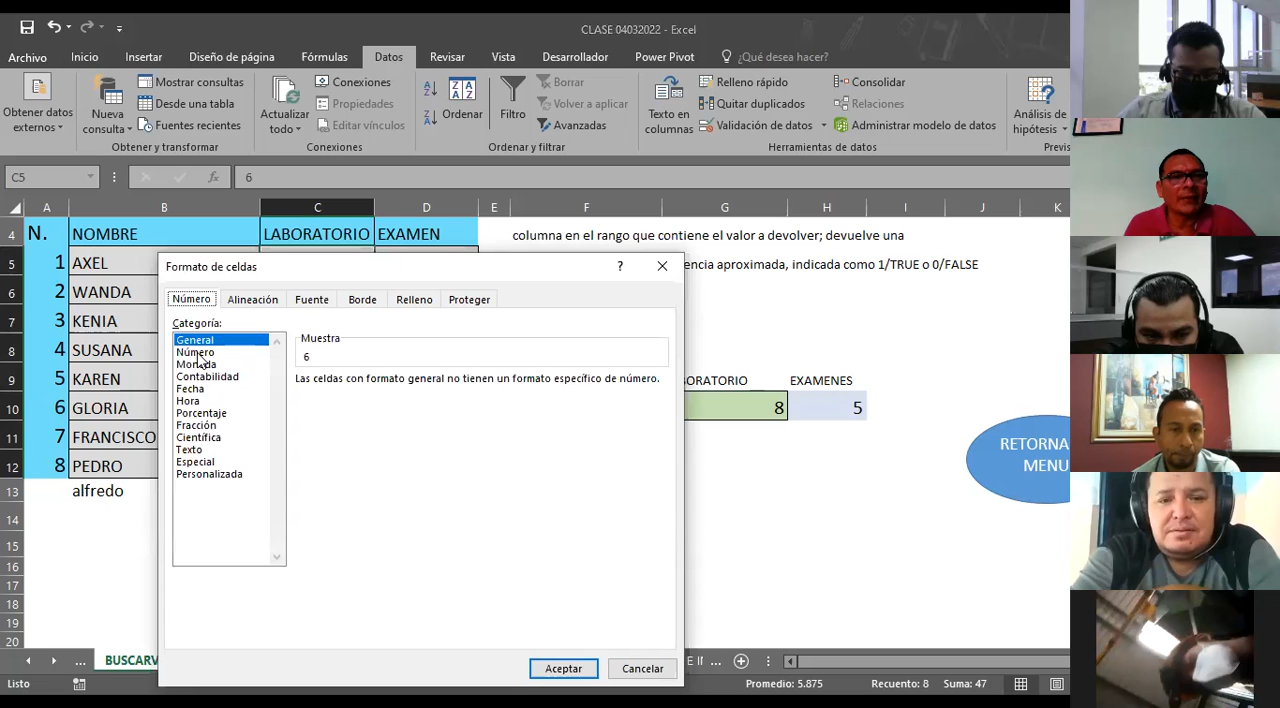 CLASE 04032022 - Excel
Archivo Inicio Insertar Diseño de página Fórmulas Datos Revisar Vista Desarrollador Power Pivot ¿Qué desea hacer?
Obtener datos externos
Nueva consulta
Mostrar consultas
Desde una tabla
Fuentes recientes
Obtener y transformar
Actualizar todo
Conexiones
Propiedades
Editar vínculos
Conexiones
Ordenar
Filtro
Borrar
Volver a aplicar
Avanzadas
Ordenar y filtrar
Texto en columnas
Relleno rápido
Quitar duplicados
Validación de datos
Consolidar
Relaciones
Administrar modelo de datos
Herramientas de datos
Análisis de hipótesis
Previs
C5 fx 6
A B C D E F G H I J K
4 N. NOMBRE LABORATORIO EXAMEN columna en el rango que contiene el valor a devolver; devuelve una
5 1 AXEL encia aproximada, indicada como 1/TRUE o 0/FALSE
6 2 WANDA
7 3 KENIA
8 4 SUSANA
9 5 KAREN ORATORIO EXAMENES
10 6 GLORIA 8 5
11 7 FRANCISCO
12 8 PEDRO
13 alfredo
14
15
16
17
18
19
20
RETORNA
MENU
Formato de celdas ?
Número Alineación Fuente Borde Relleno Proteger
Categoría:
General
Número
Moneda
Contabilidad
Fecha
Hora
Porcentaje
Fracción
Científica
Texto
Especial
Personalizada
Muestra
6
Las celdas con formato general no tienen un formato específico de número.
Aceptar Cancelar
... BUSCARV E II ...
Listo Promedio: 5.875 Recuento: 8 Suma: 47